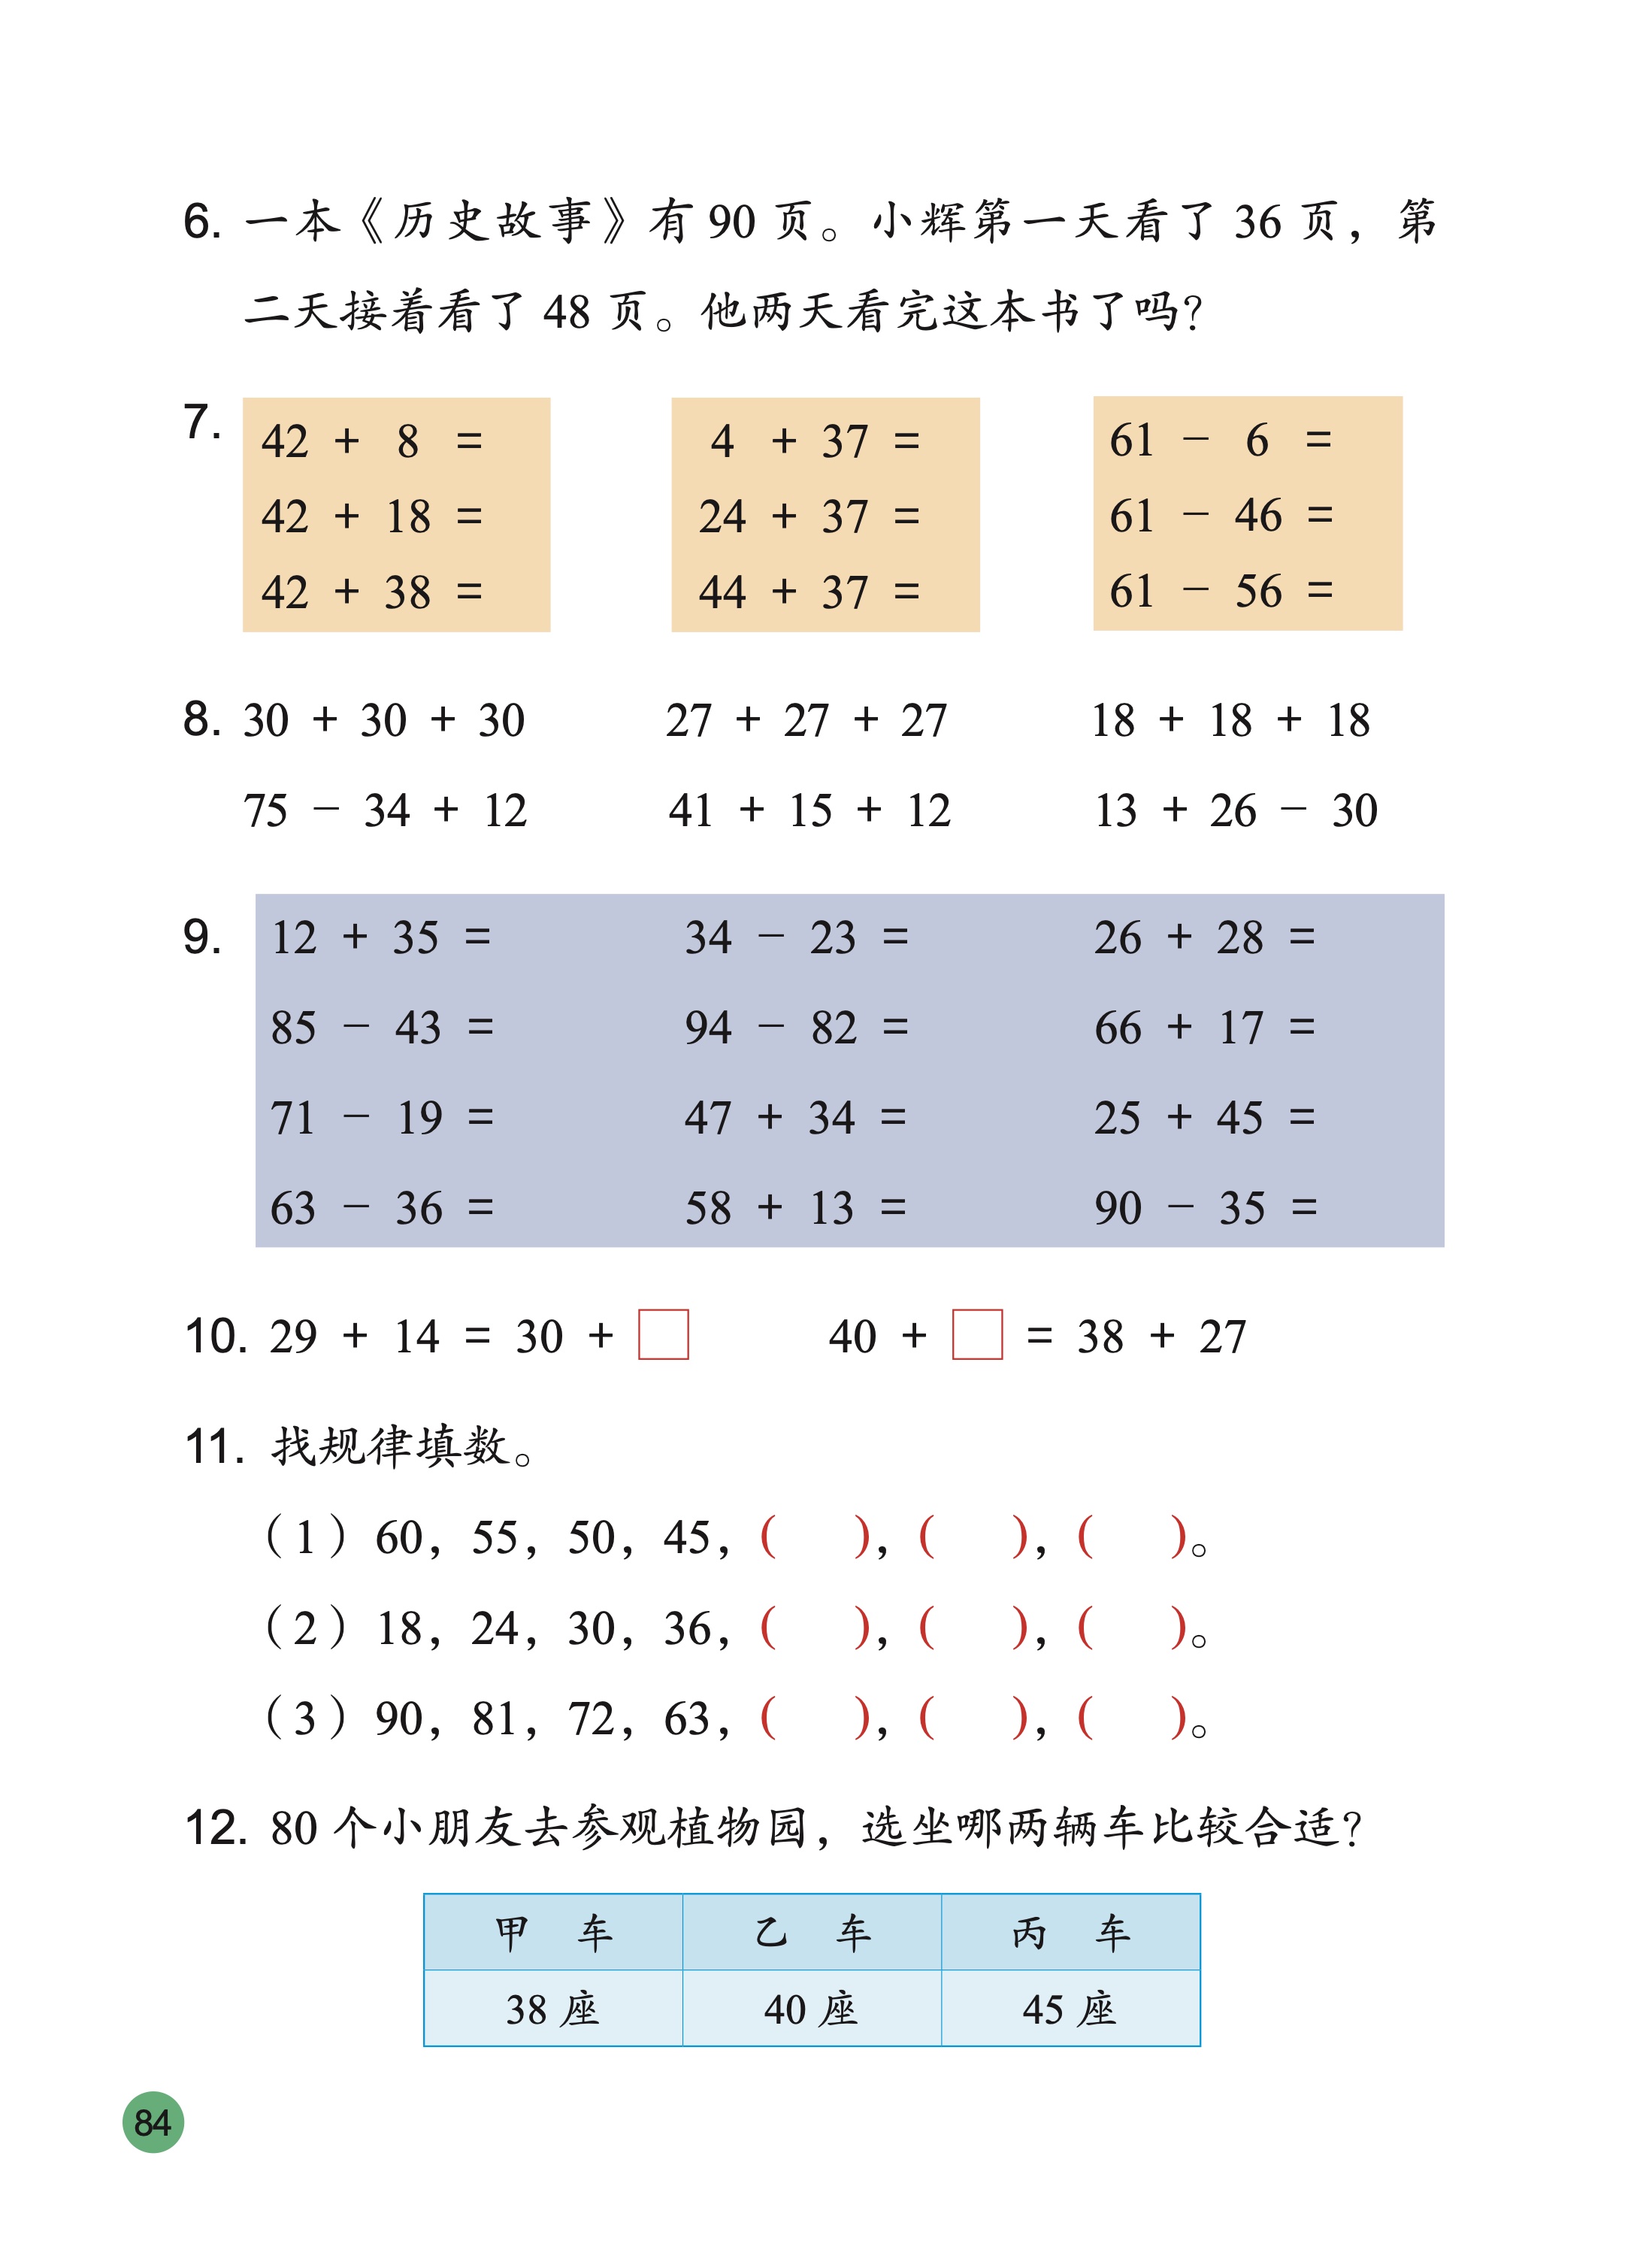 6. 一本《历史故事》有 90 页。小辉第一天看了 36 页，第
二天接着看了 48 页。他两天看完这本书了吗？
7. 42 + 8 = 4 + 37 = 61 − 6 =
42 + 18 = 24 + 37 = 61 − 46 =
42 + 38 = 44 + 37 = 61 − 56 =
8. 30 + 30 + 30 27 + 27 + 27 18 + 18 + 18
75 − 34 + 12 41 + 15 + 12 13 + 26 − 30
9. 12 + 35 = 34 − 23 = 26 + 28 =
85 − 43 = 94 − 82 = 66 + 17 =
71 − 19 = 47 + 34 = 25 + 45 =
63 − 36 = 58 + 13 = 90 − 35 =
10. 29 + 14 = 30 + □ 40 + □ = 38 + 27
11. 找规律填数。
（1）60，55，50，45，( )，( )，( )。
（2）18，24，30，36，( )，( )，( )。
（3）90，81，72，63，( )，( )，( )。
12. 80 个小朋友去参观植物园，选坐哪两辆车比较合适？
甲 车 乙 车 丙 车
38 座 40 座 45 座
84